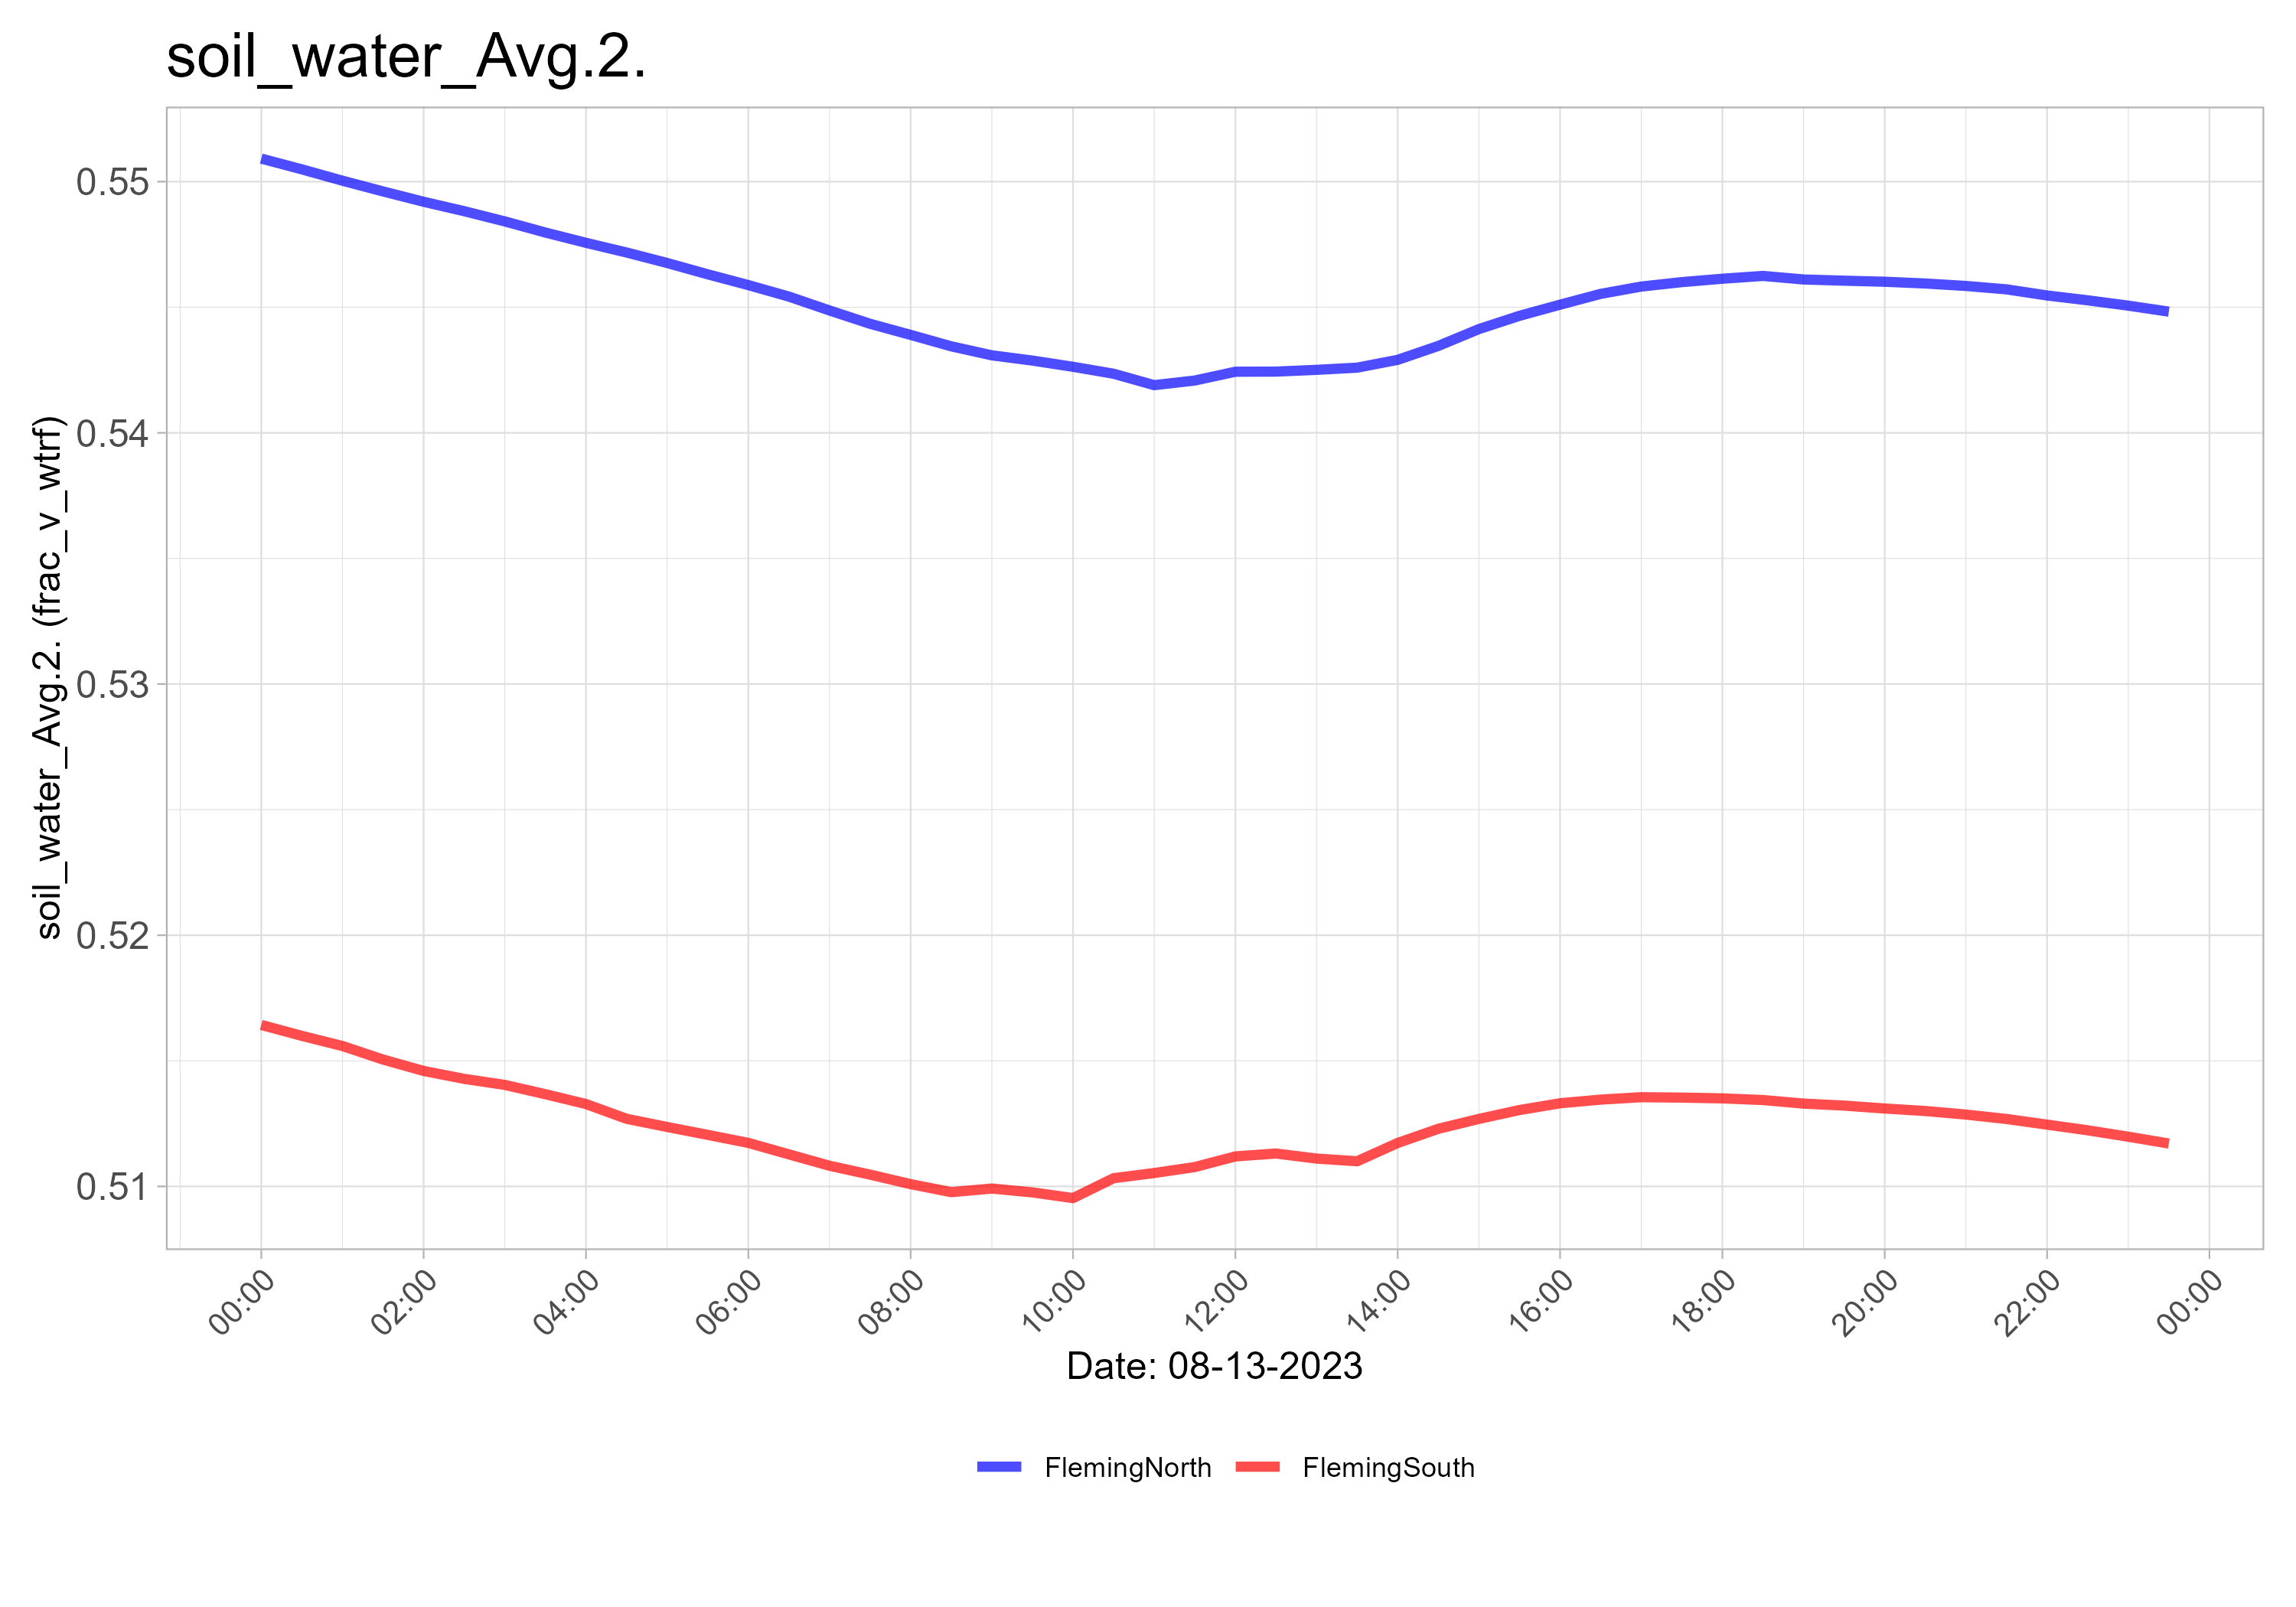 soil_water_Avg.2.
soil_water_Avg.2. (frac_v_wtrf)
0.55
0.54
0.53
0.52
0.51
00:00 02:00 04:00 06:00 08:00 10:00 12:00 14:00 16:00 18:00 20:00 22:00 00:00
Date: 08-13-2023
FlemingNorth FlemingSouth